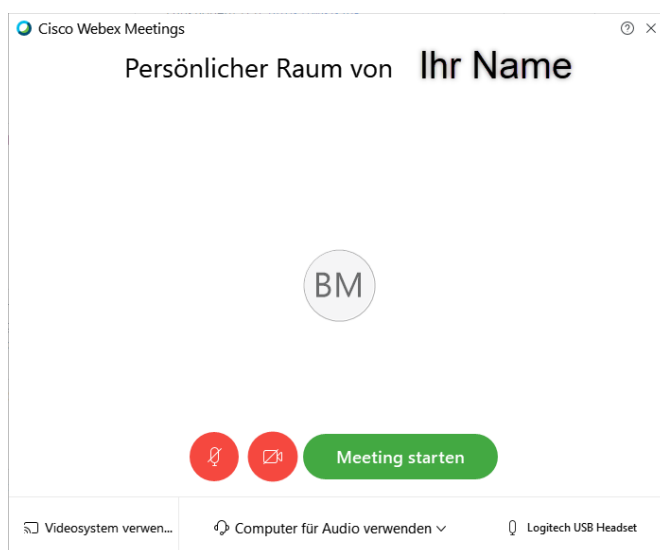 Cisco Webex Meetings
Persönlicher Raum von Ihr Name
BM
Meeting starten
Videosystem verwen... Computer für Audio verwenden Logitech USB Headset